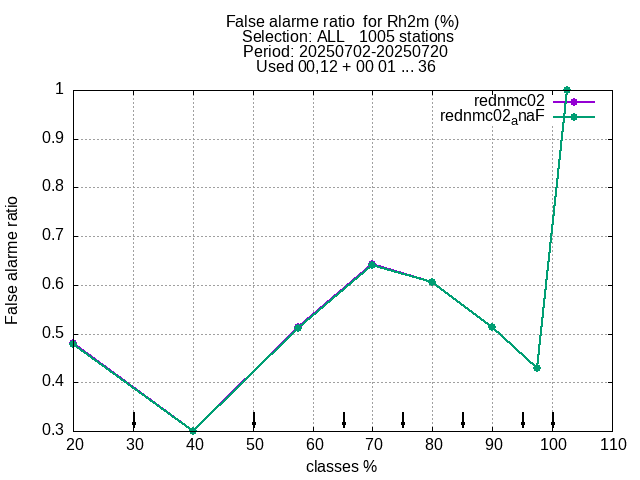 False alarme ratio  for Rh2m (%)
Selection: ALL   1005 stations
Period: 20250702-20250720
Used 00,12 + 00 01 ... 36
rednmc02
rednmc02anaF
False alarme ratio
1
0.9
0.8
0.7
0.6
0.5
0.4
0.3
20 30 40 50 60 70 80 90 100 110
classes %